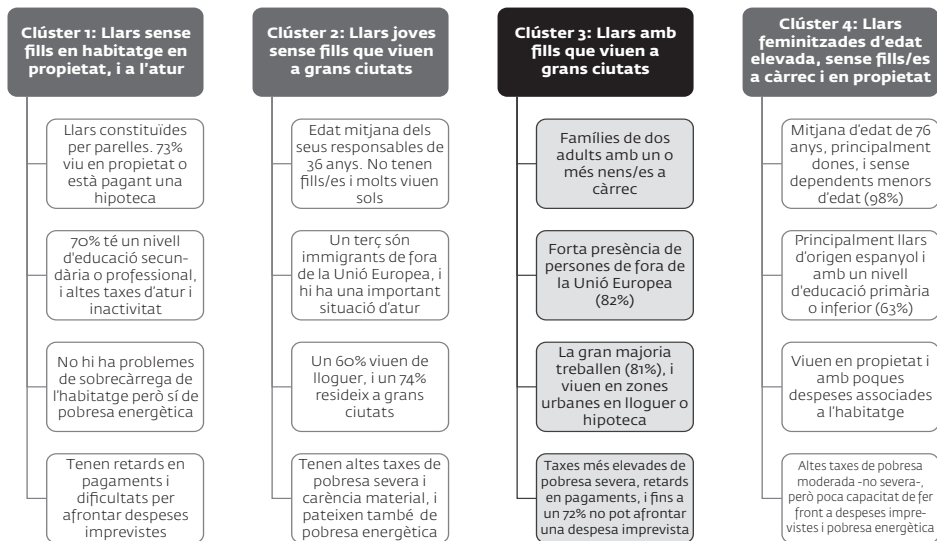 Clúster 1: Llars sense
fills en habitatge en
propietat, i a l'atur
Llars constituïdes
per parelles. 73%
viu en propietat o
està pagant una
hipoteca
70% té un nivell
d'educació secun-
dària o professional,
i altes taxes d'atur i
inactivitat
No hi ha problemes
de sobrecàrrega de
l'habitatge però sí de
pobresa energètica
Tenen retards en
pagaments i
dificultats per
afrontar despeses
imprevistes
Clúster 2: Llars joves
sense fills que viuen
a grans ciutats
Edat mitjana dels
seus responsables de
36 anys. No tenen
fills/es i molts viuen
sols
Un terç són
immigrants de fora
de la Unió Europea, i
hi ha una important
situació d'atur
Un 60% viuen de
lloguer, i un 74%
resideix a grans
ciutats
Tenen altes taxes de
pobresa severa i
carència material, i
pateixen també de
pobresa energètica
Clúster 3: Llars amb
fills que viuen a
grans ciutats
Famílies de dos
adults amb un o
més nens/es a
càrrec
Forta presència de
persones de fora de
la Unió Europea
(82%)
La gran majoria
treballen (81%), i
viuen en zones
urbanes en lloguer o
hipoteca
Taxes més elevades de
pobresa severa, retards
en pagaments, i fins a
un 72% no pot afrontar
una despesa imprevista
Clúster 4: Llars
feminitzades d'edat
elevada, sense fills/es
a càrrec i en propietat
Mitjana d'edat de 76
anys, principalment
dones, i sense
dependents menors
d'edat (98%)
Principalment llars
d'origen espanyol i
amb un nivell
d'educació primària
o inferior (63%)
Viuen en propietat i
amb poques
despeses associades
a l'habitatge
Altes taxes de pobresa
moderada -no severa-,
però poca capacitat de fer
front a despeses impre-
vistes i pobresa energètica